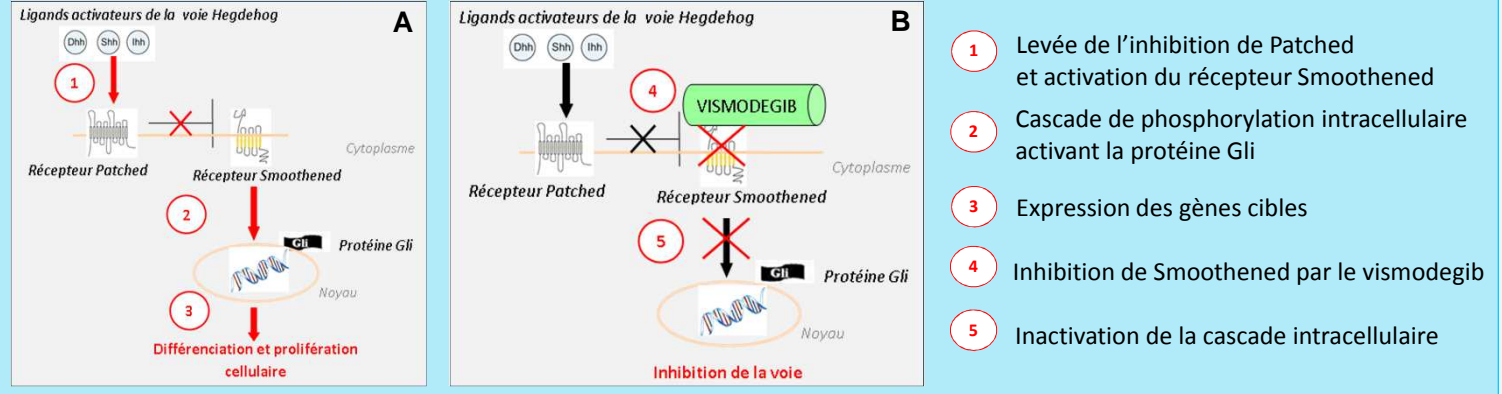 Ligands activateurs de la voie Hegdehog
A
Dhh
Shh
Ihh
1
Récepteur Patched
Récepteur Smoothened
Cytoplasme
2
Gli
Protéine Gli
Noyau
3
Différenciation et prolifération
cellulaire
Ligands activateurs de la voie Hegdehog
B
Dhh
Shh
Ihh
4
VISMODEGIB
Cytoplasme
Récepteur Patched
Récepteur Smoothened
5
Gli
Protéine Gli
Noyau
Inhibition de la voie
1
Levée de l’inhibition de Patched
et activation du récepteur Smoothened
2
Cascade de phosphorylation intracellulaire
activant la protéine Gli
3
Expression des gènes cibles
4
Inhibition de Smoothened par le vismodegib
5
Inactivation de la cascade intracellulaire